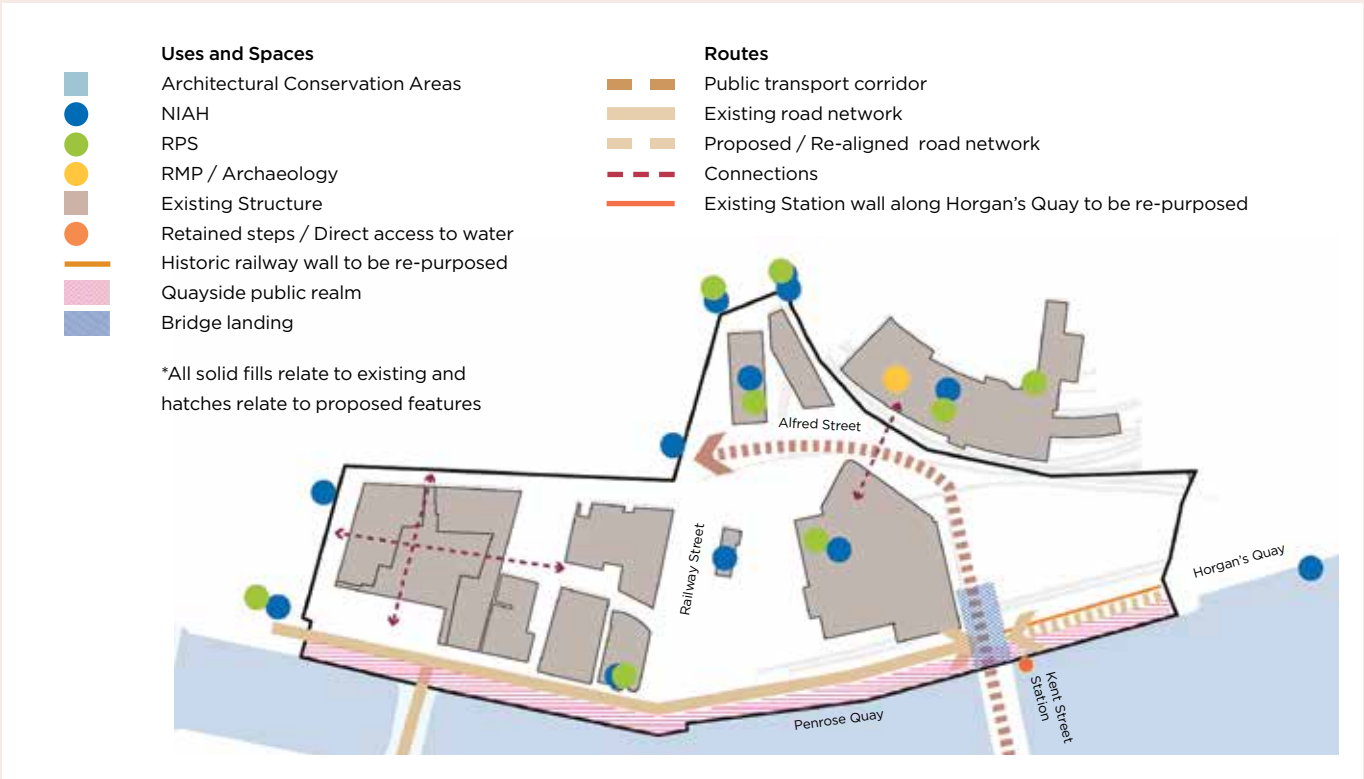 Uses and Spaces
Architectural Conservation Areas
NIAH
RPS
RMP / Archaeology
Existing Structure
Retained steps / Direct access to water
Historic railway wall to be re-purposed
Quayside public realm
Bridge landing
*All solid fills relate to existing and
hatches relate to proposed features
Routes
Public transport corridor
Existing road network
Proposed / Re-aligned road network
Connections
Existing Station wall along Horgan's Quay to be re-purposed
Alfred Street
Railway Street
Horgan's Quay
Kent Street
Station
Penrose Quay